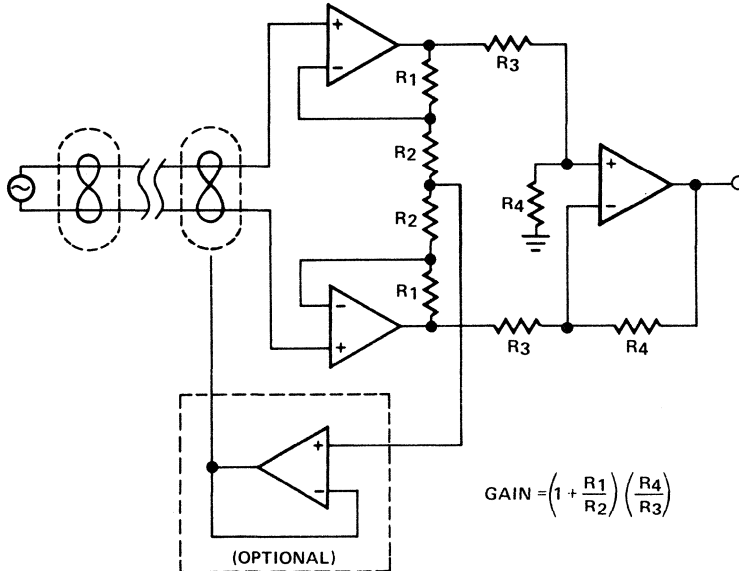 +
−
R1
R3
R2
R4
+
−
R2
R1
−
+
R3
R4
+
−
(OPTIONAL)
GAIN = (1 + R1/R2) (R4/R3)